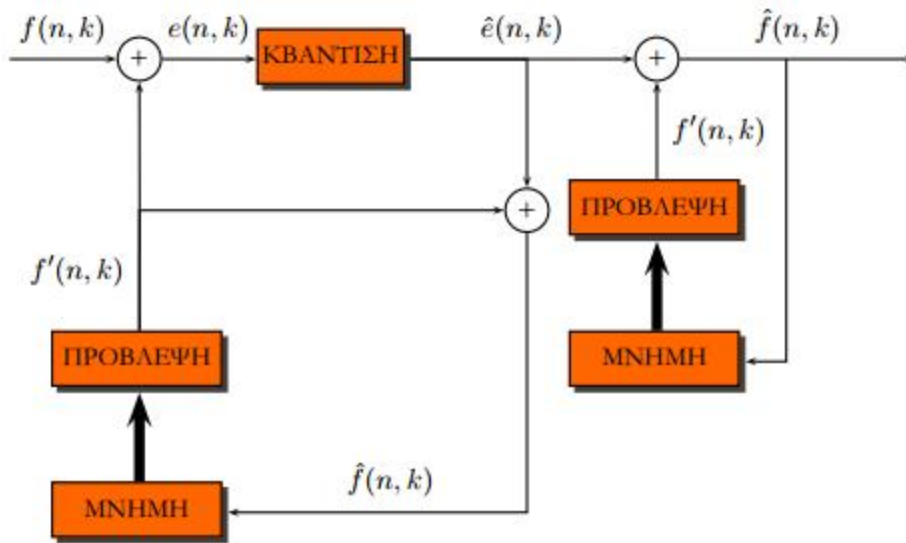 f(n, k)
+
e(n, k)
ΚΒΑΝΤΙΣΗ
ê(n, k)
+
f̂(n, k)
f′(n, k)
ΠΡΟΒΛΕΨΗ
+
f′(n, k)
ΠΡΟΒΛΕΨΗ
ΜΝΗΜΗ
f̂(n, k)
ΜΝΗΜΗ